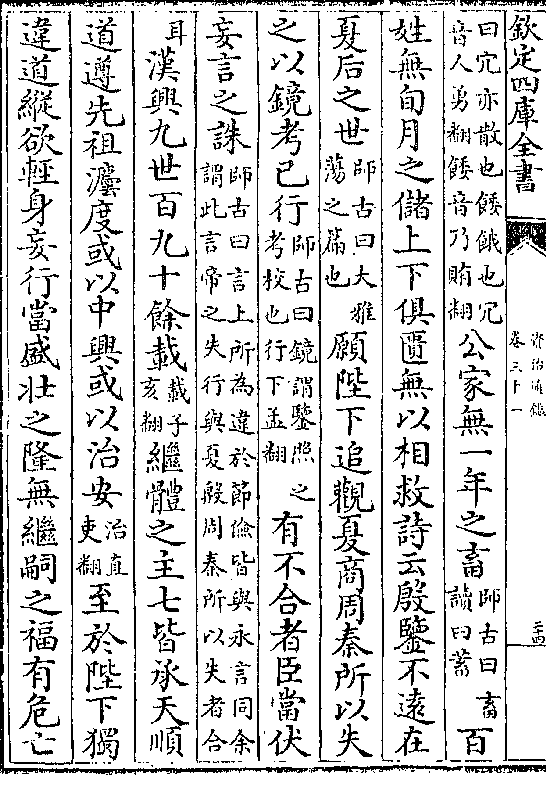 欽定四庫全書
資治通鑑
卷三十一
曰宂亦散也餧餓也宂
音人勇翻餧音乃賄翻
公家無一年之畜
師古曰畜
讀曰蓄
百
姓無旬月之儲上下俱匱無以相救詩云殷鑒不遠在
夏后之世
師古曰大雅
蕩之篇也
願陛下追觀夏商周秦所以失
之以鏡考已行
師古曰鏡謂鑒照之
考校也行下孟翻
有不合者臣當伏
妄言之誅
師古曰言上所為違於節儉皆與永言同余
謂此言帝之失行與夏殷周秦所以失者合
耳
漢興九世百九十餘載
載子
亥翻
繼體之主七皆承天順
道遵先祖灋度或以中興或以治安
治直
吏翻
至於陛下獨
違道縱欲輕身妄行當盛壯之隆無繼嗣之福有危亡